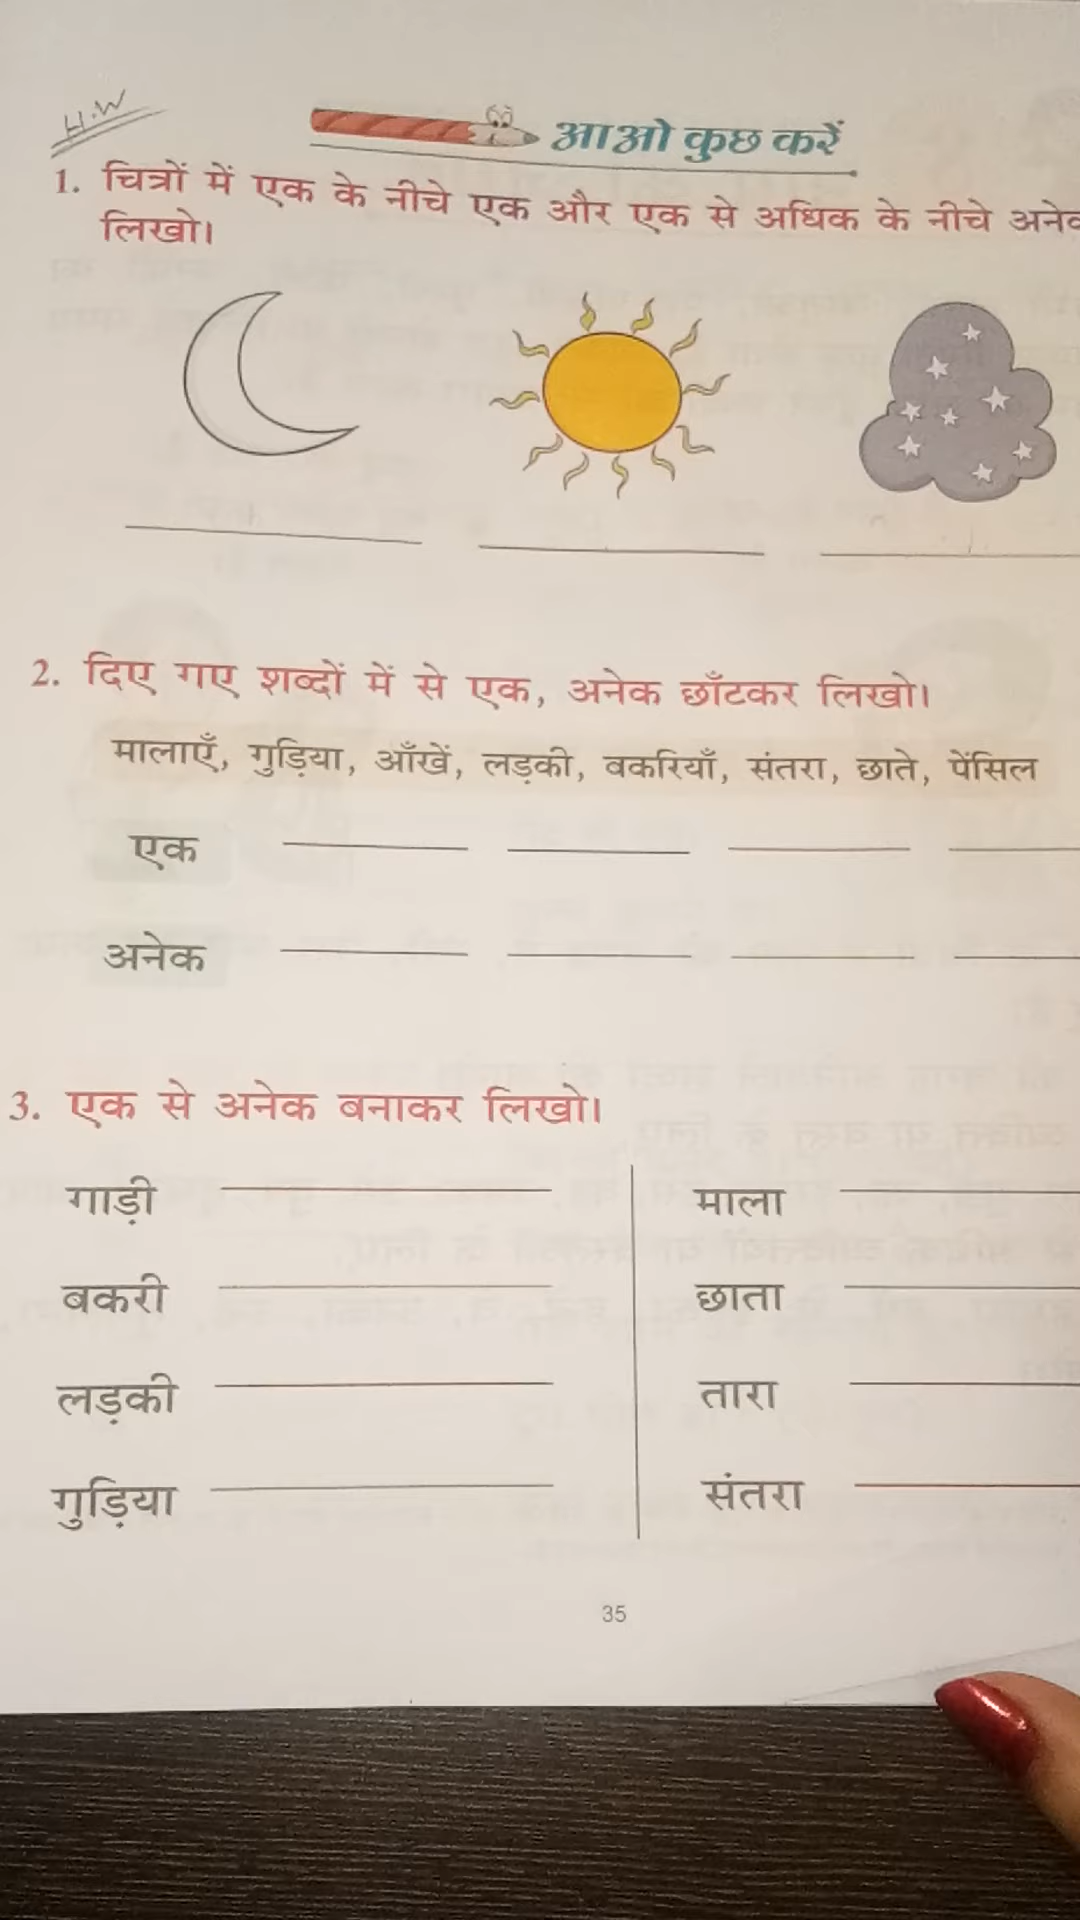 H.W
आओ कुछ करें
1. चित्रों में एक के नीचे एक और एक से अधिक के नीचे
लिखो।
2. दिए गए शब्दों में से एक, अनेक छाँटकर लिखो।
मालाएँ, गुड़िया, आँखें, लड़की, बकरियाँ, संतरा, छाते, पेंसिल
एक
अनेक
3. एक से अनेक बनाकर लिखो।
गाड़ी माला
बकरी छाता
लड़की तारा
गुड़िया संतरा
35